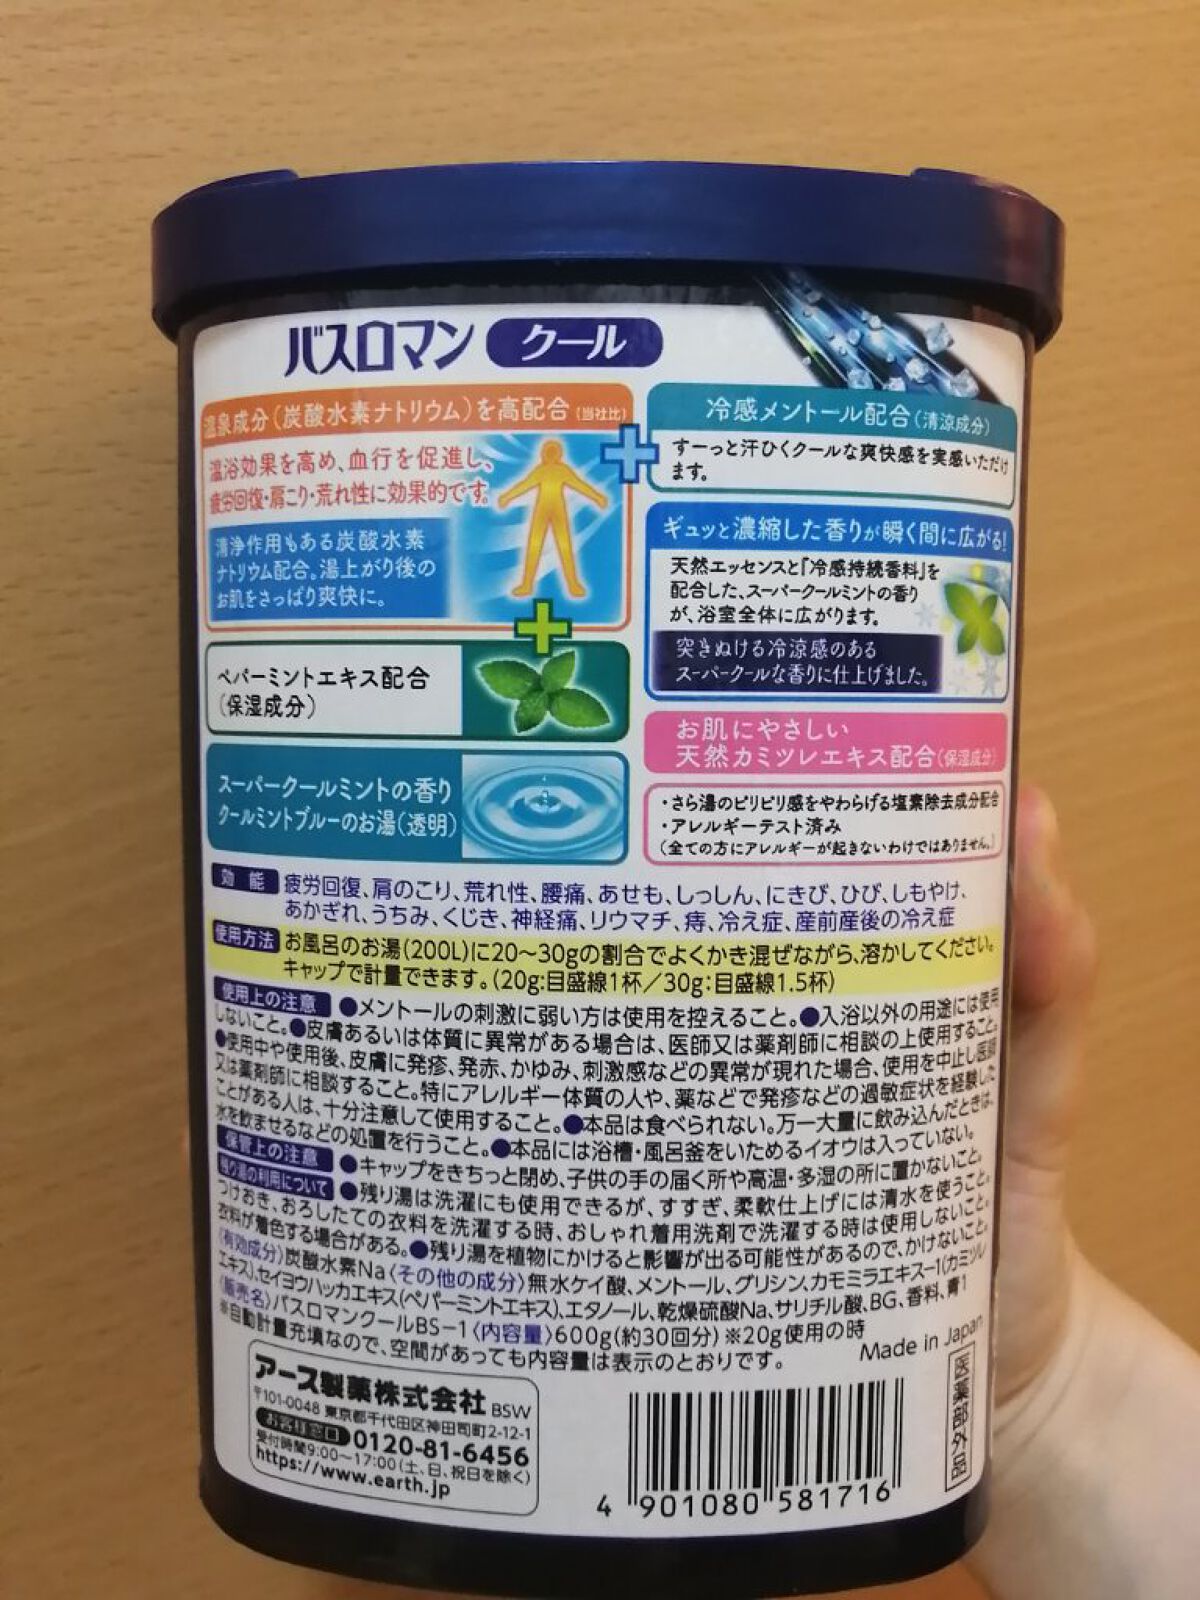 バスロマン クール
温泉成分(炭酸水素ナトリウム)を高配合(当社比)
温浴効果を高め、血行を促進し、
疲労回復・肩こり・荒れ性に効果的です。
清浄作用もある炭酸水素
ナトリウム配合。湯上がり後の
お肌をさっぱり爽快に。
ペパーミントエキス配合
(保湿成分)
スーパークールミントの香り
クールミントブルーのお湯(透明)
冷感メントール配合(清涼成分)
すーっと汗ひくクールな爽快感を実感いただけ
ます。
ギュッと濃縮した香りが瞬く間に広がる!
天然エッセンスと「冷感持続香料」を
配合した、スーパークールミントの香り
が、浴室全体に広がります。
突きぬける冷涼感のある
スーパークールな香りに仕上げました。
お肌にやさしい
天然カミツレエキス配合(保湿成分)
・さら湯のピリピリ感をやわらげる塩素除去成分配合
・アレルギーテスト済み
(全ての方にアレルギーが起きないわけではありません。)
効能 疲労回復、肩のこり、荒れ性、腰痛、あせも、しっしん、にきび、ひび、しもやけ、
あかぎれ、うちみ、くじき、神経痛、リウマチ、痔、冷え症、産前産後の冷え症
使用方法 お風呂のお湯(200L)に20〜30gの割合でよくかき混ぜながら、溶かしてください。
キャップで計量できます。(20g:目盛線1杯/30g:目盛線1.5杯)
使用上の注意 ●メントールの刺激に弱い方は使用を控えること。●入浴以外の用途には使用
しないこと。●皮膚あるいは体質に異常がある場合は、医師又は薬剤師に相談の上使用すること。
●使用中や使用後、皮膚に発疹、発赤、かゆみ、刺激感などの異常が現れた場合、使用を中止し医師
又は薬剤師に相談すること。特にアレルギー体質の人や、薬などで発疹などの過敏症状を経験した
ことがある人は、十分注意して使用すること。●本品は食べられない。万一大量に飲み込んだときは、
水を飲ませるなどの処置を行うこと。●本品には浴槽・風呂釜をいためるイオウは入っていない。
保管上の注意 ●キャップをきちっと閉め、子供の手の届く所や高温・多湿の所に置かないこと。
残り湯の利用について ●残り湯は洗濯にも使用できるが、すすぎ、柔軟仕上げには清水を使うこと。
つけおき、おろしたての衣料を洗濯する時、おしゃれ着用洗剤で洗濯する時は使用しないこと。
衣料が着色する場合がある。●残り湯を植物にかけると影響が出る可能性があるので、かけないこと。
〈有効成分〉炭酸水素Na〈その他の成分〉無水ケイ酸、メントール、グリシン、カモミラエキス-1(カミツレ
エキス)、セイヨウハッカエキス(ペパーミントエキス)、エタノール、乾燥硫酸Na、サリチル酸、BG、香料、青1
〈販売名〉バスロマンクールBS-1〈内容量〉600g(約30回分)※20g使用の時
※自動計量充填なので、空間があっても内容量は表示のとおりです。
Made in Japan
アース製薬株式会社 BSW
〒101-0048 東京都千代田区神田司町2-12-1
お客様窓口 0120-81-6456
受付時間9:00〜17:00(土、日、祝日を除く)
https://www.earth.jp
医薬部外品
4 901080 581716